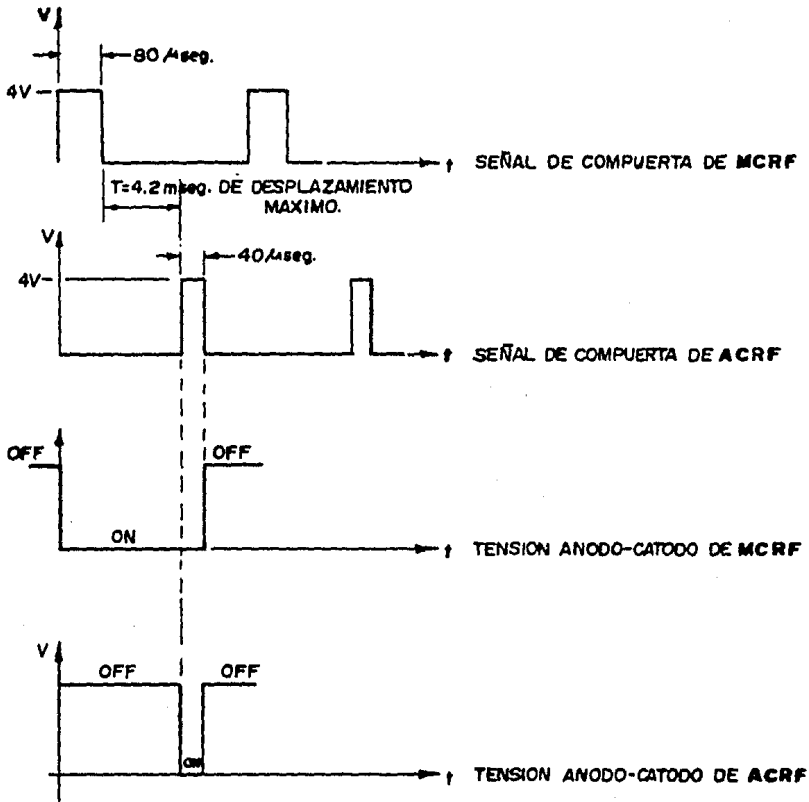 V
80 μseg.
4V
t SEÑAL DE COMPUERTA DE MCRF
T=4.2 mseg. DE DESPLAZAMIENTO
MAXIMO.
V
40 μseg.
4V
t SEÑAL DE COMPUERTA DE ACRF
OFF OFF
ON
t TENSION ANODO-CATODO DE MCRF
V
OFF OFF
ON
t TENSION ANODO-CATODO DE ACRF